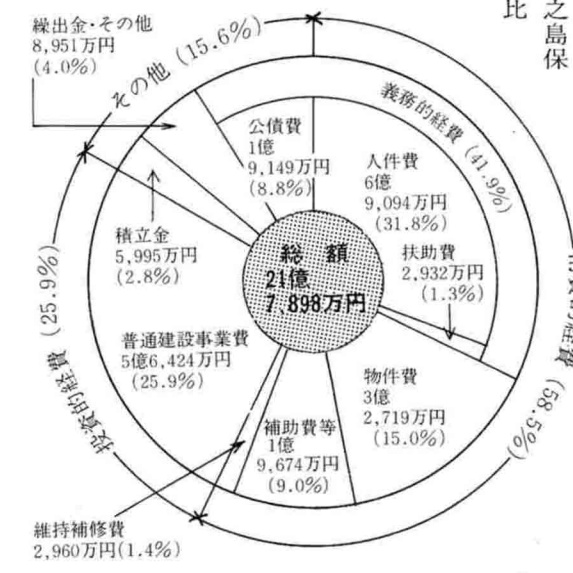 之島保
比
繰出金・その他
8,951万円
(4.0%)
その他 (15.6%)
義務的経費 (41.9%)
公債費
1億
9,149万円
(8.8%)
人件費
6億
9,094万円
(31.8%)
扶助費
2,932万円
(1.3%)
積立金
5,995万円
(2.8%)
総 額
21億
7,898万円
普通建設事業費
5億6,424万円
(25.9%)
投資的経費 (25.9%)
物件費
3億
2,719万円
(15.0%)
補助費等
1億
9,674万円
(9.0%)
的経費 (58.5%)
維持補修費
2,960万円(1.4%)